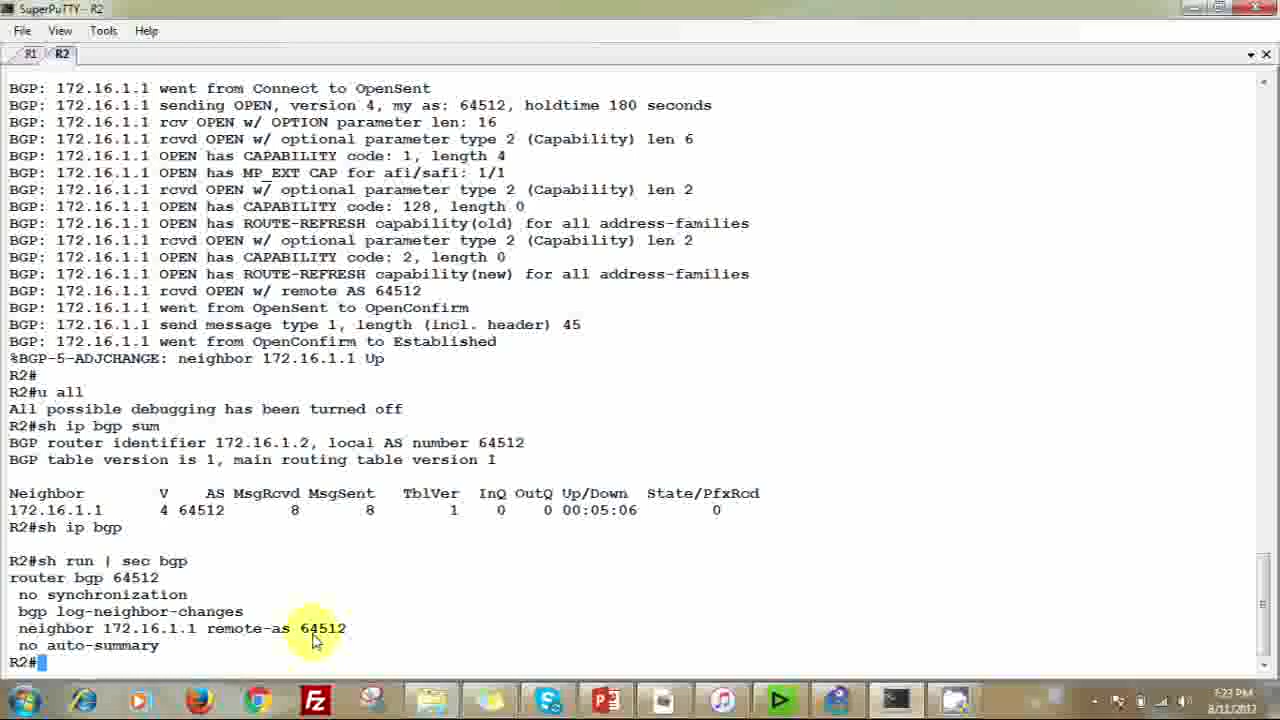 SuperPuTTY - R2
File View Tools Help
R1 R2
BGP: 172.16.1.1 went from Connect to OpenSent
BGP: 172.16.1.1 sending OPEN, version 4, my as: 64512, holdtime 180 seconds
BGP: 172.16.1.1 rcv OPEN w/ OPTION parameter len: 16
BGP: 172.16.1.1 rcvd OPEN w/ optional parameter type 2 (Capability) len 6
BGP: 172.16.1.1 OPEN has CAPABILITY code: 1, length 4
BGP: 172.16.1.1 OPEN has MP_EXT CAP for afi/safi: 1/1
BGP: 172.16.1.1 rcvd OPEN w/ optional parameter type 2 (Capability) len 2
BGP: 172.16.1.1 OPEN has CAPABILITY code: 128, length 0
BGP: 172.16.1.1 OPEN has ROUTE-REFRESH capability(old) for all address-families
BGP: 172.16.1.1 rcvd OPEN w/ optional parameter type 2 (Capability) len 2
BGP: 172.16.1.1 OPEN has CAPABILITY code: 2, length 0
BGP: 172.16.1.1 OPEN has ROUTE-REFRESH capability(new) for all address-families
BGP: 172.16.1.1 rcvd OPEN w/ remote AS 64512
BGP: 172.16.1.1 went from OpenSent to OpenConfirm
BGP: 172.16.1.1 send message type 1, length (incl. header) 45
BGP: 172.16.1.1 went from OpenConfirm to Established
%BGP-5-ADJCHANGE: neighbor 172.16.1.1 Up
R2#
R2#u all
All possible debugging has been turned off
R2#sh ip bgp sum
BGP router identifier 172.16.1.2, local AS number 64512
BGP table version is 1, main routing table version 1
Neighbor V AS MsgRcvd MsgSent TblVer InQ OutQ Up/Down State/PfxRcd
172.16.1.1 4 64512 8 8 1 0 0 00:05:06 0
R2#sh ip bgp
R2#sh run | sec bgp
router bgp 64512
no synchronization
bgp log-neighbor-changes
neighbor 172.16.1.1 remote-as 64512
no auto-summary
R2#
Fz
7:23 PM